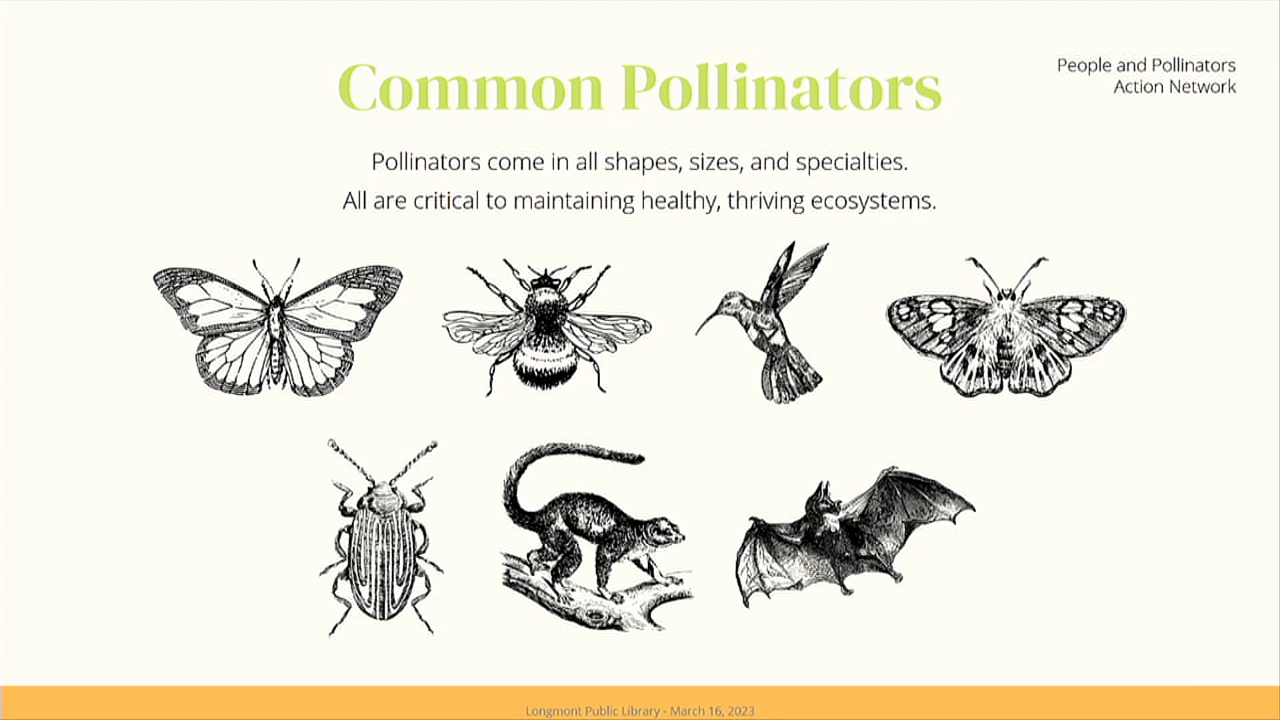 Common Pollinators
People and Pollinators
Action Network
Pollinators come in all shapes, sizes, and specialties.
All are critical to maintaining healthy, thriving ecosystems.
Longmont Public Library - March 16, 2023